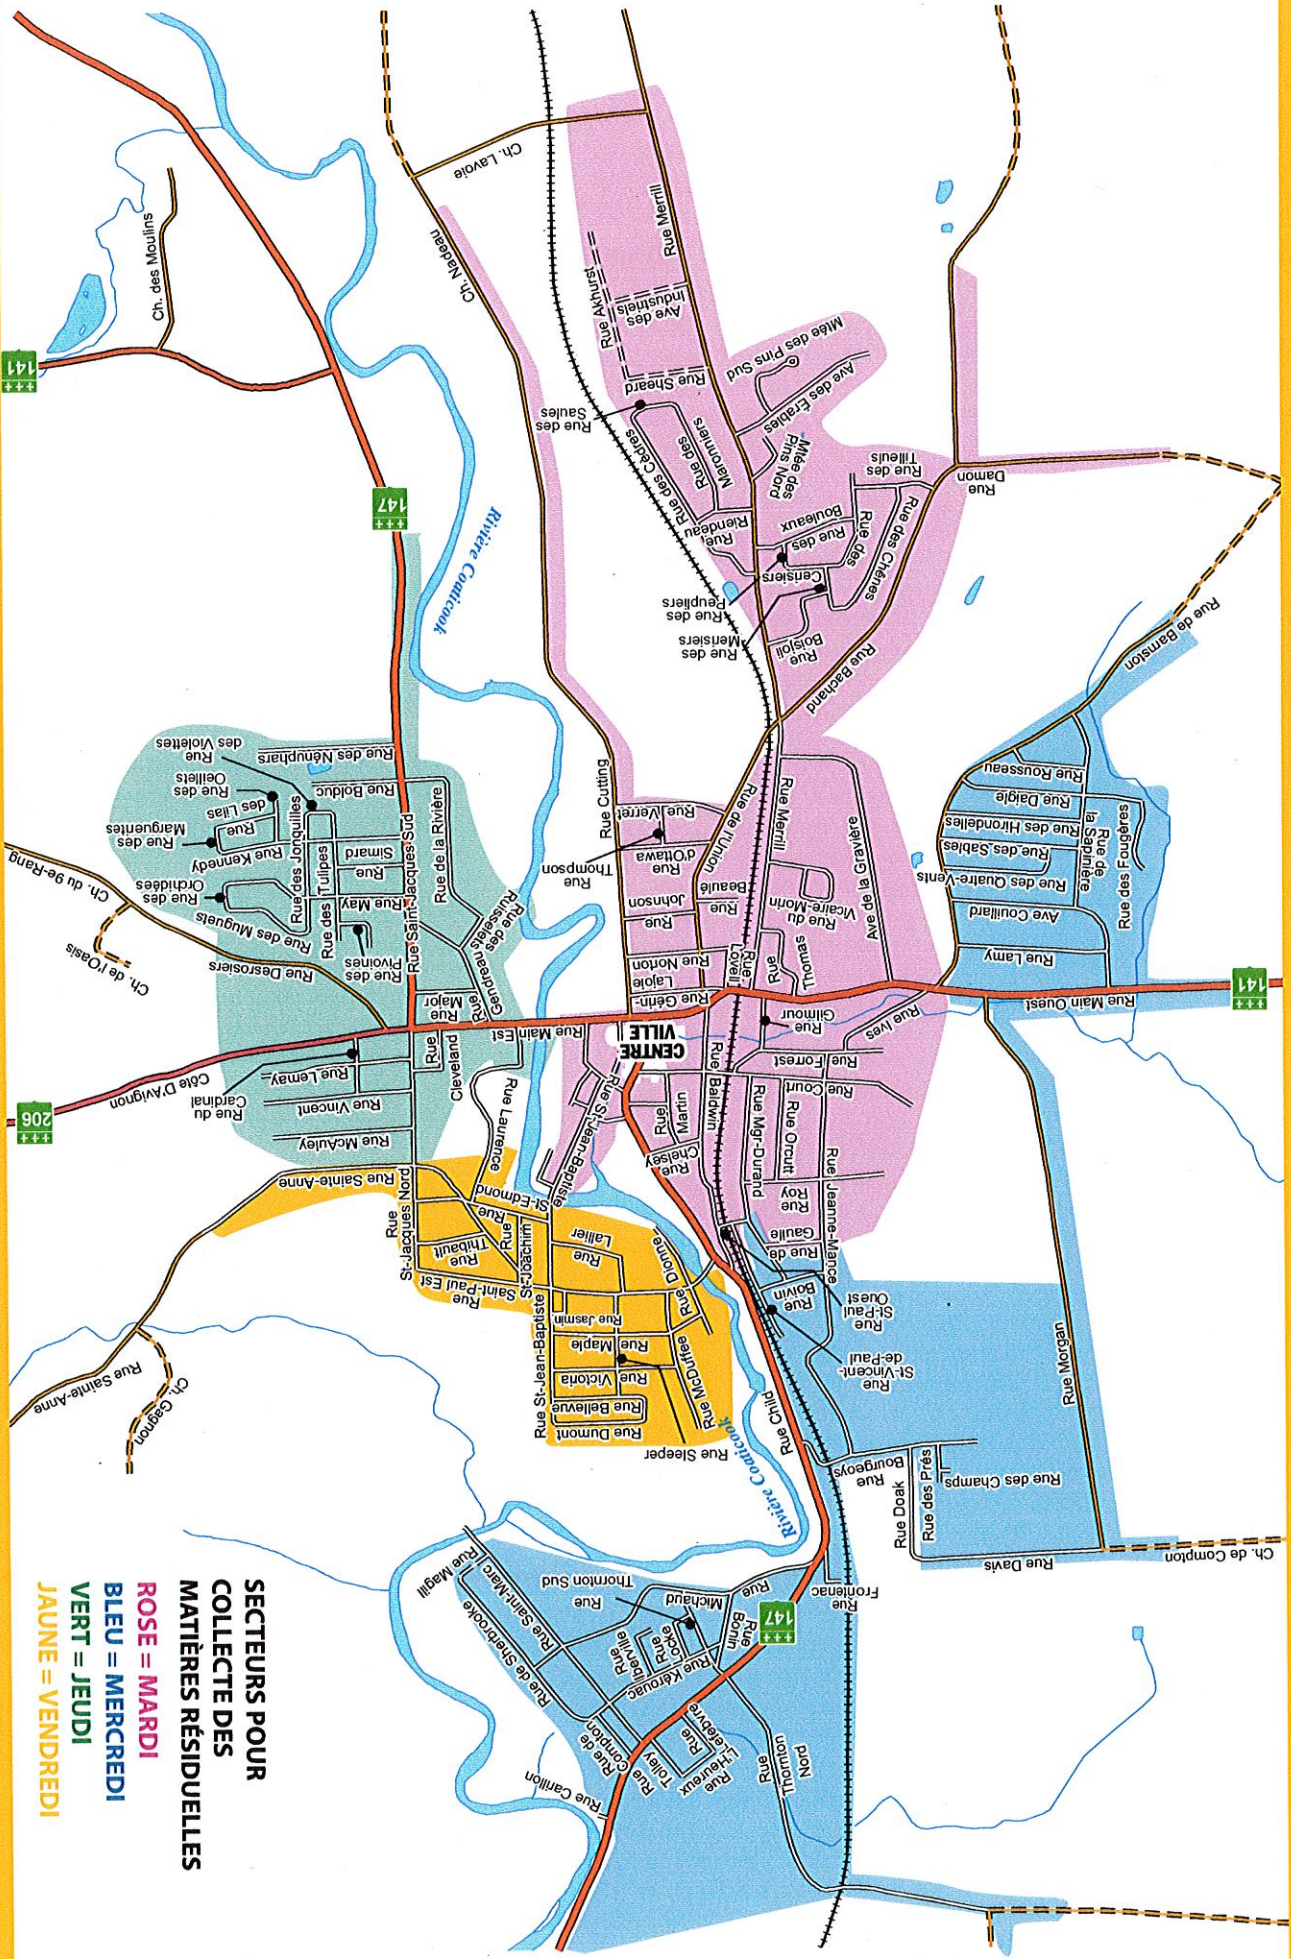 SECTEURS POUR
COLLECTE DES
MATIÈRES RÉSIDUELLES
ROSE = MARDI
BLEU = MERCREDI
VERT = JEUDI
JAUNE = VENDREDI
141
147
206
141
147
CENTRE
VILLE
Rivière Coaticook
Rivière Coaticook
Ch. des Moulins
Ch. Lavoie
Ch. Nadeau
Rue Merrill
Rue Akhurst
Ave des
Industriels
Rue Sheard
Mtée des Pins Sud
Ave des Érables
Mtée des
pins Nord
Rue des
Saules
Rue des Cèdres
Rue des
Maronniers
Rue
Riendeau
Rue des
Bouleaux
Rue des
Cerisiers
Rue des
Tilleuls
Rue des Chênes
Rue
Damon
Rue des
Peupliers
Rue des
Merisiers
Rue
Boisjoli
Rue Bachand
Rue de Barnston
Rue Rousseau
Rue Daigle
Rue des Hirondelles
Rue des Sables
Rue des Quatre-Vents
Ave Couillard
Rue Lamy
Rue de
la Sapinière
Rue des Fougères
Rue Main Ouest
Rue Cutting
Rue
Verret
Rue
Thompson
Rue
d'Ottawa
Rue
Johnson
Rue de l'Union
Rue
Beaulé
Rue Norton
Rue Gérin-
Lajoie
Rue
Lovell
Rue Merrill
Rue du
Vicaire-Morin
Rue
Thomas
Ave de la Gravière
Rue
Gilmour
Rue Ives
Rue Forrest
Rue Court
Rue Baldwin
Rue
Martin
Rue
Chelsey
Rue Mgr-Durand
Rue Orcutt
Rue
Roy
Rue Jeanne-Mance
Rue de
Gaulle
Rue
Boivin
Rue
St-Paul
Ouest
Rue
St-Vincent-
de-Paul
Rue Child
Rue
Bourgeoys
Rue Doak
Rue des Prés
Rue des Champs
Rue Davis
Rue Morgan
Ch. de Compton
Rue
Frontenac
Rue des Nénuphars
Rue
des Violettes
Rue des
Oeillets
Rue
des Lilas
Rue des
Marguerites
Rue Kennedy
Rue Bolduc
Rue des Jonquilles
Rue des Tulipes
Rue
Simard
Rue May
Rue des
Orchidées
Rue des Muguets
Rue des
Pivoines
Rue Saint-Jacques Sud
Rue de la Rivière
Rue des
Ruisselets
Rue
Gendreau
Rue
Major
Rue Desrosiers
Ch. du 9e-Rang
Ch. de l'Oasis
Rue Main Est
Rue
Cleveland
Côte D'Avignon
Rue du
Cardinal
Rue Lemay
Rue Vincent
Rue McAuley
Rue Laurence
Rue St-Jean-Baptiste
Rue Sainte-Anne
Rue Sainte-Anne
Ch.
Gagnon
Rue
St-Jacques Nord
Rue
St-Edmond
Rue
St-Joachim
Rue
Thibault
Rue
Saint-Paul Est
Rue
Lallier
Rue Dionne
Rue Jasmin
Rue
Maple
Rue
Victoria
Rue Bellevue
Rue Dumont
Rue McDuffee
Rue Sleeper
Rue St-Jean-Baptiste
Rue Magill
Rue Saint-Marc
Rue de Sherbrooke
Rue
Thornton Sud
Rue
Michaud
Rue
Bonin
Rue
Locke
Rue
Iberville
Rue Kérouac
Rue de
Compton
Rue
Tolley
Rue
L'Heureux
Rue
Lefebvre
Rue Carillon
Rue
Thornton
Nord